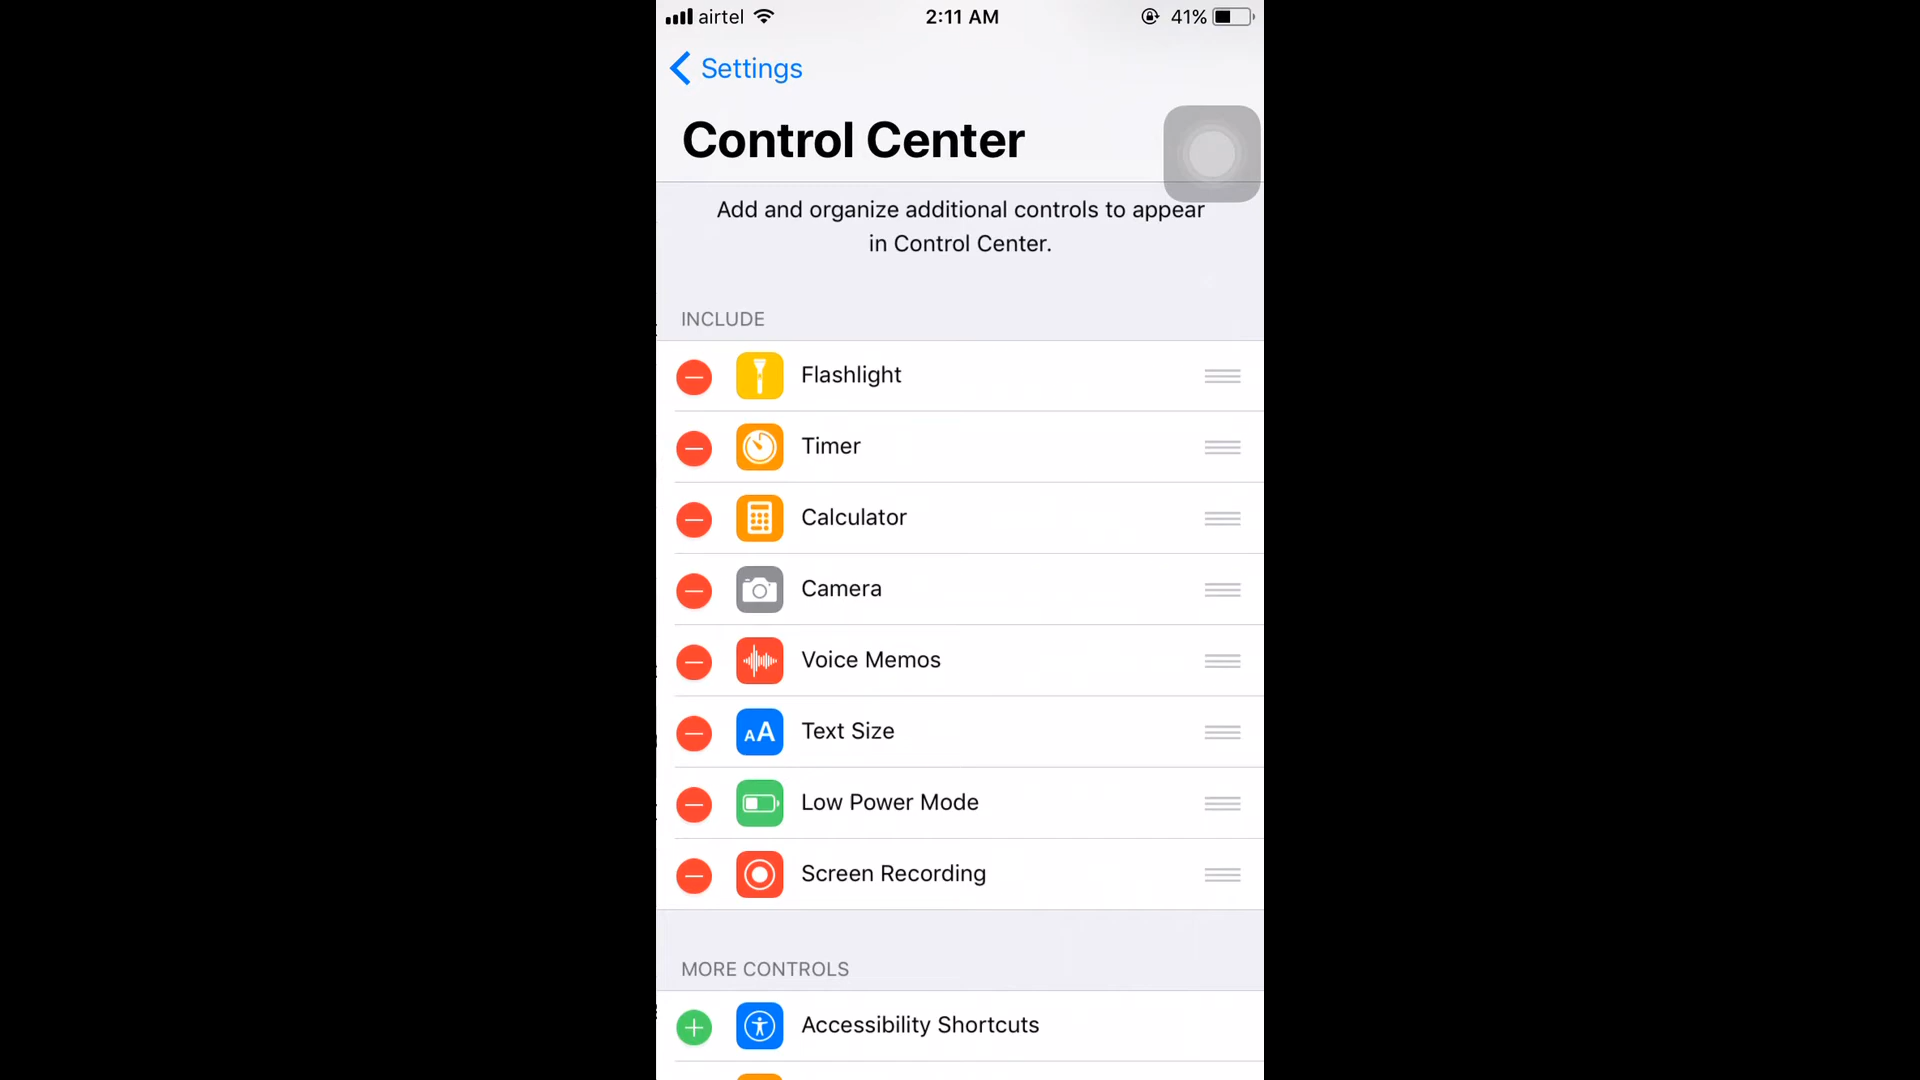 airtel 2:11 AM 41%
Settings
Control Center
Add and organize additional controls to appear
in Control Center.
INCLUDE
Flashlight
Timer
Calculator
Camera
Voice Memos
AA Text Size
Low Power Mode
Screen Recording
MORE CONTROLS
Accessibility Shortcuts